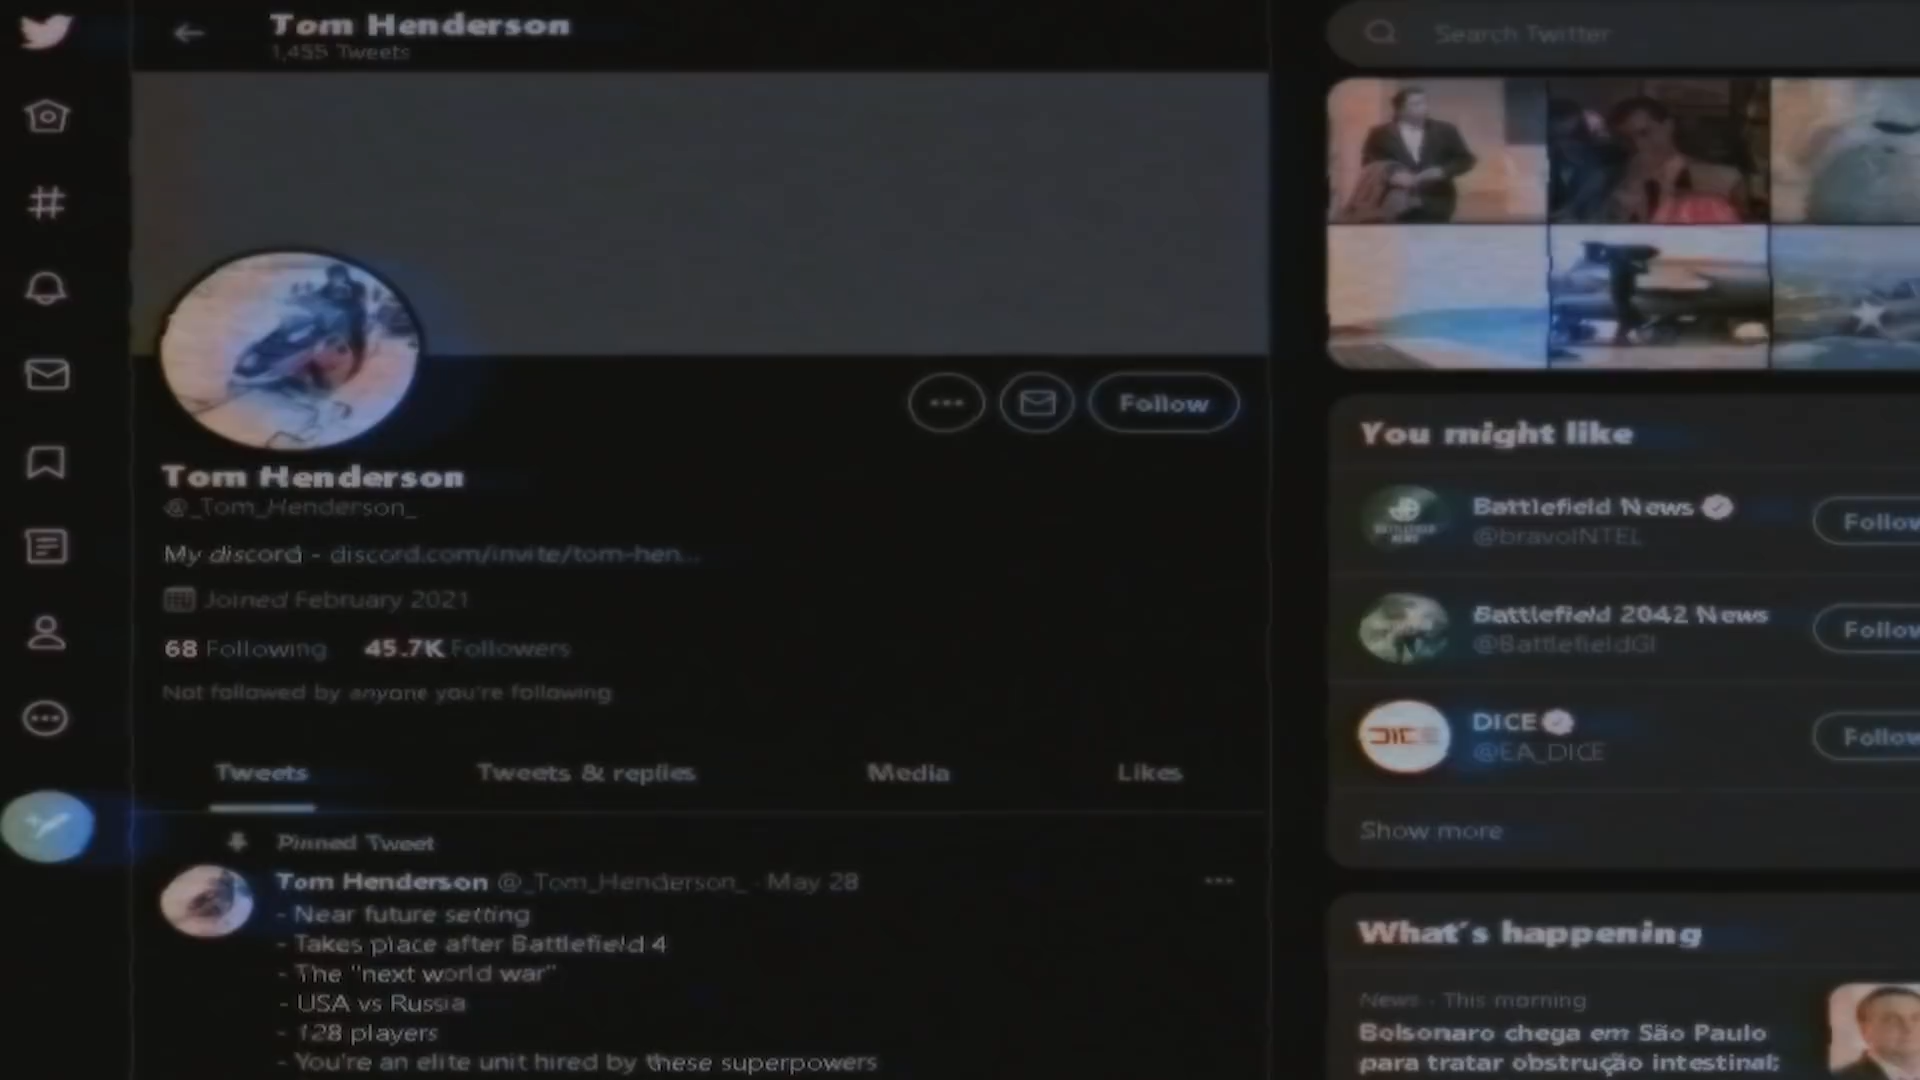 Tom Henderson
1,455 Tweets
Search Twitter
Follow
Tom Henderson
@_Tom_Henderson_
My discord - discord.com/invite/tom-hen...
Joined February 2021
68 Following 45.7K Followers
Not followed by anyone you're following
Tweets Tweets & replies Media Likes
Pinned Tweet
Tom Henderson @_Tom_Henderson_ · May 28
- Near future setting
- Takes place after Battlefield 4
- The "next world war"
- USA vs Russia
- 128 players
- You're an elite unit hired by these superpowers
You might like
Battlefield News
@bravoINTEL
Follow
Battlefield 2042 News
@BattlefieldGI
Follow
DICE
@EA_DICE
Follow
Show more
What's happening
News · This morning
Bolsonaro chega em São Paulo
para tratar obstrução intestinal;